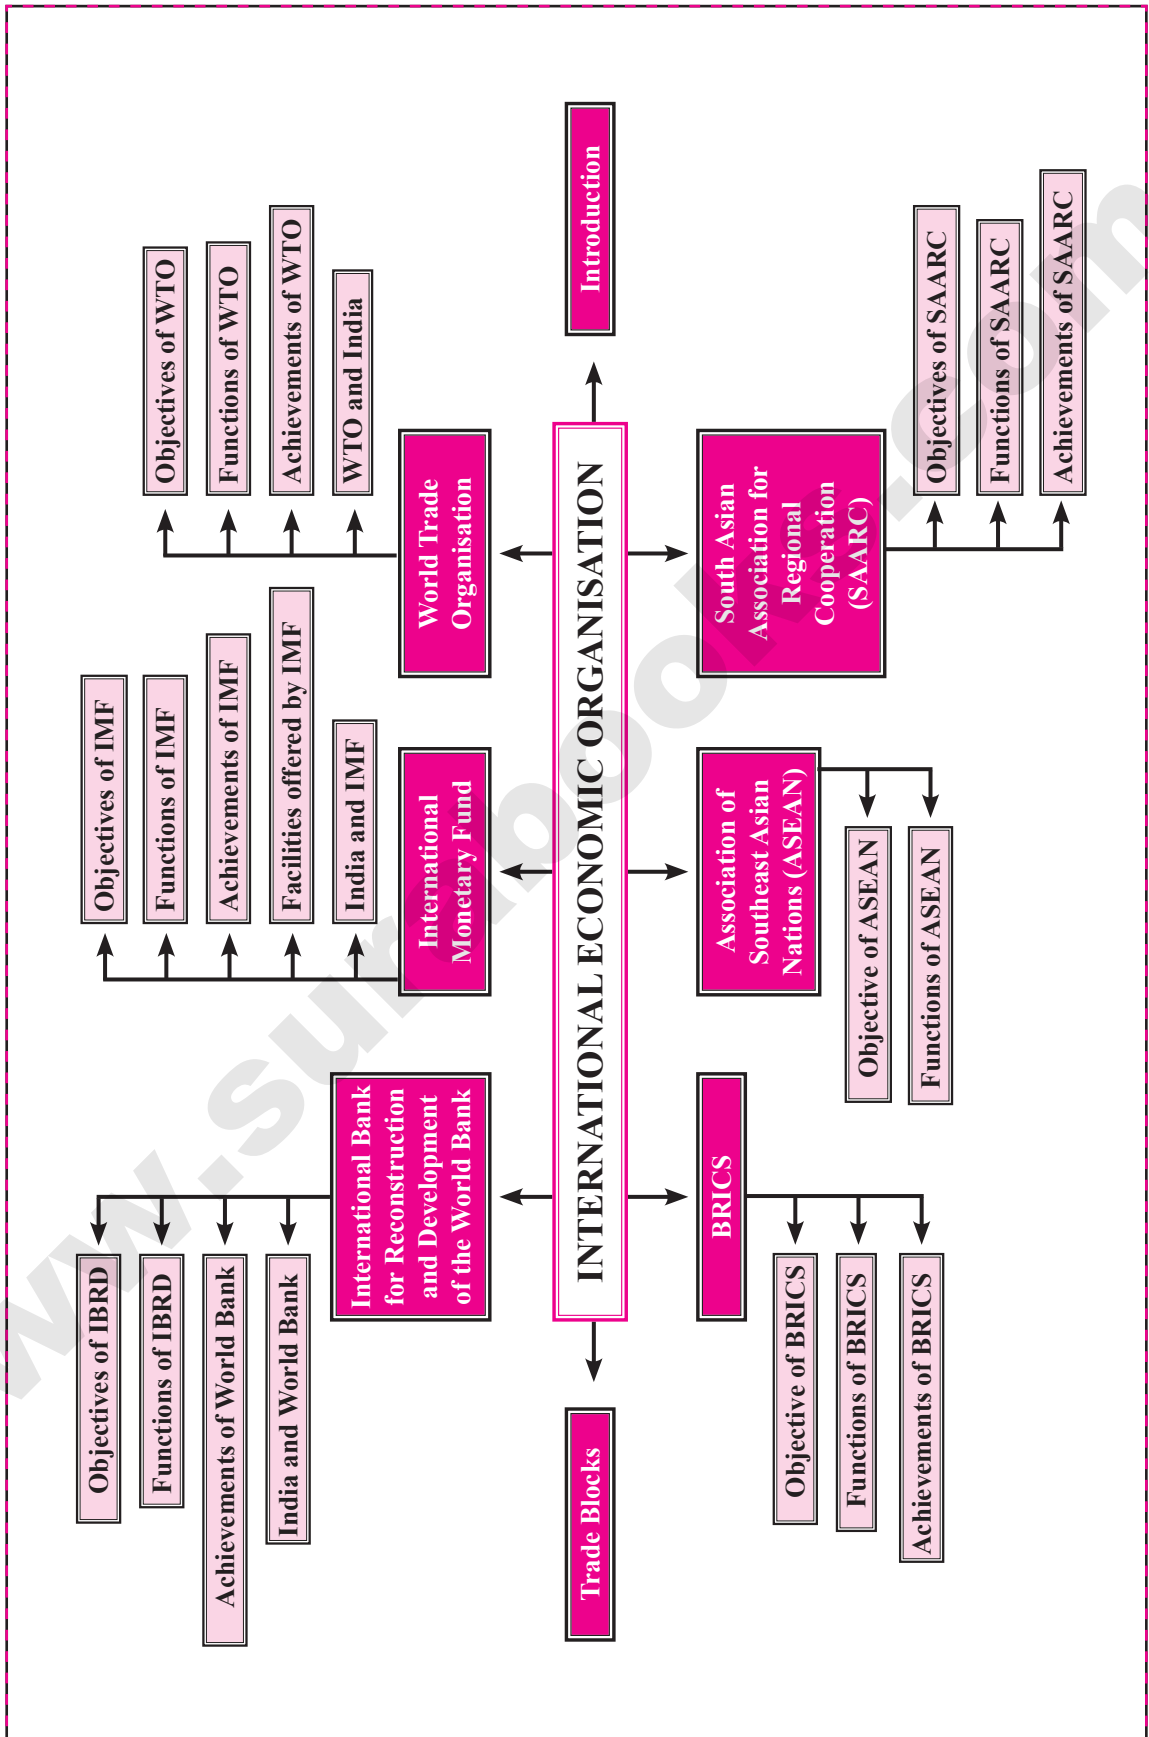 Objectives of IBRD
Functions of IBRD
Achievements of World Bank
India and World Bank
International Bank
for Reconstruction
and Development
of the World Bank
Objectives of IMF
Functions of IMF
Achievements of IMF
Facilities offered by IMF
India and IMF
International
Monetary Fund
Objectives of WTO
Functions of WTO
Achievements of WTO
WTO and India
World Trade
Organisation
Trade Blocks
INTERNATIONAL ECONOMIC ORGANISATION
Introduction
BRICS
Objective of BRICS
Functions of BRICS
Achievements of BRICS
Association of
Southeast Asian
Nations (ASEAN)
Objective of ASEAN
Functions of ASEAN
South Asian
Association for
Regional
Cooperation
(SAARC)
Objectives of SAARC
Functions of SAARC
Achievements of SAARC
www.surabooks.com